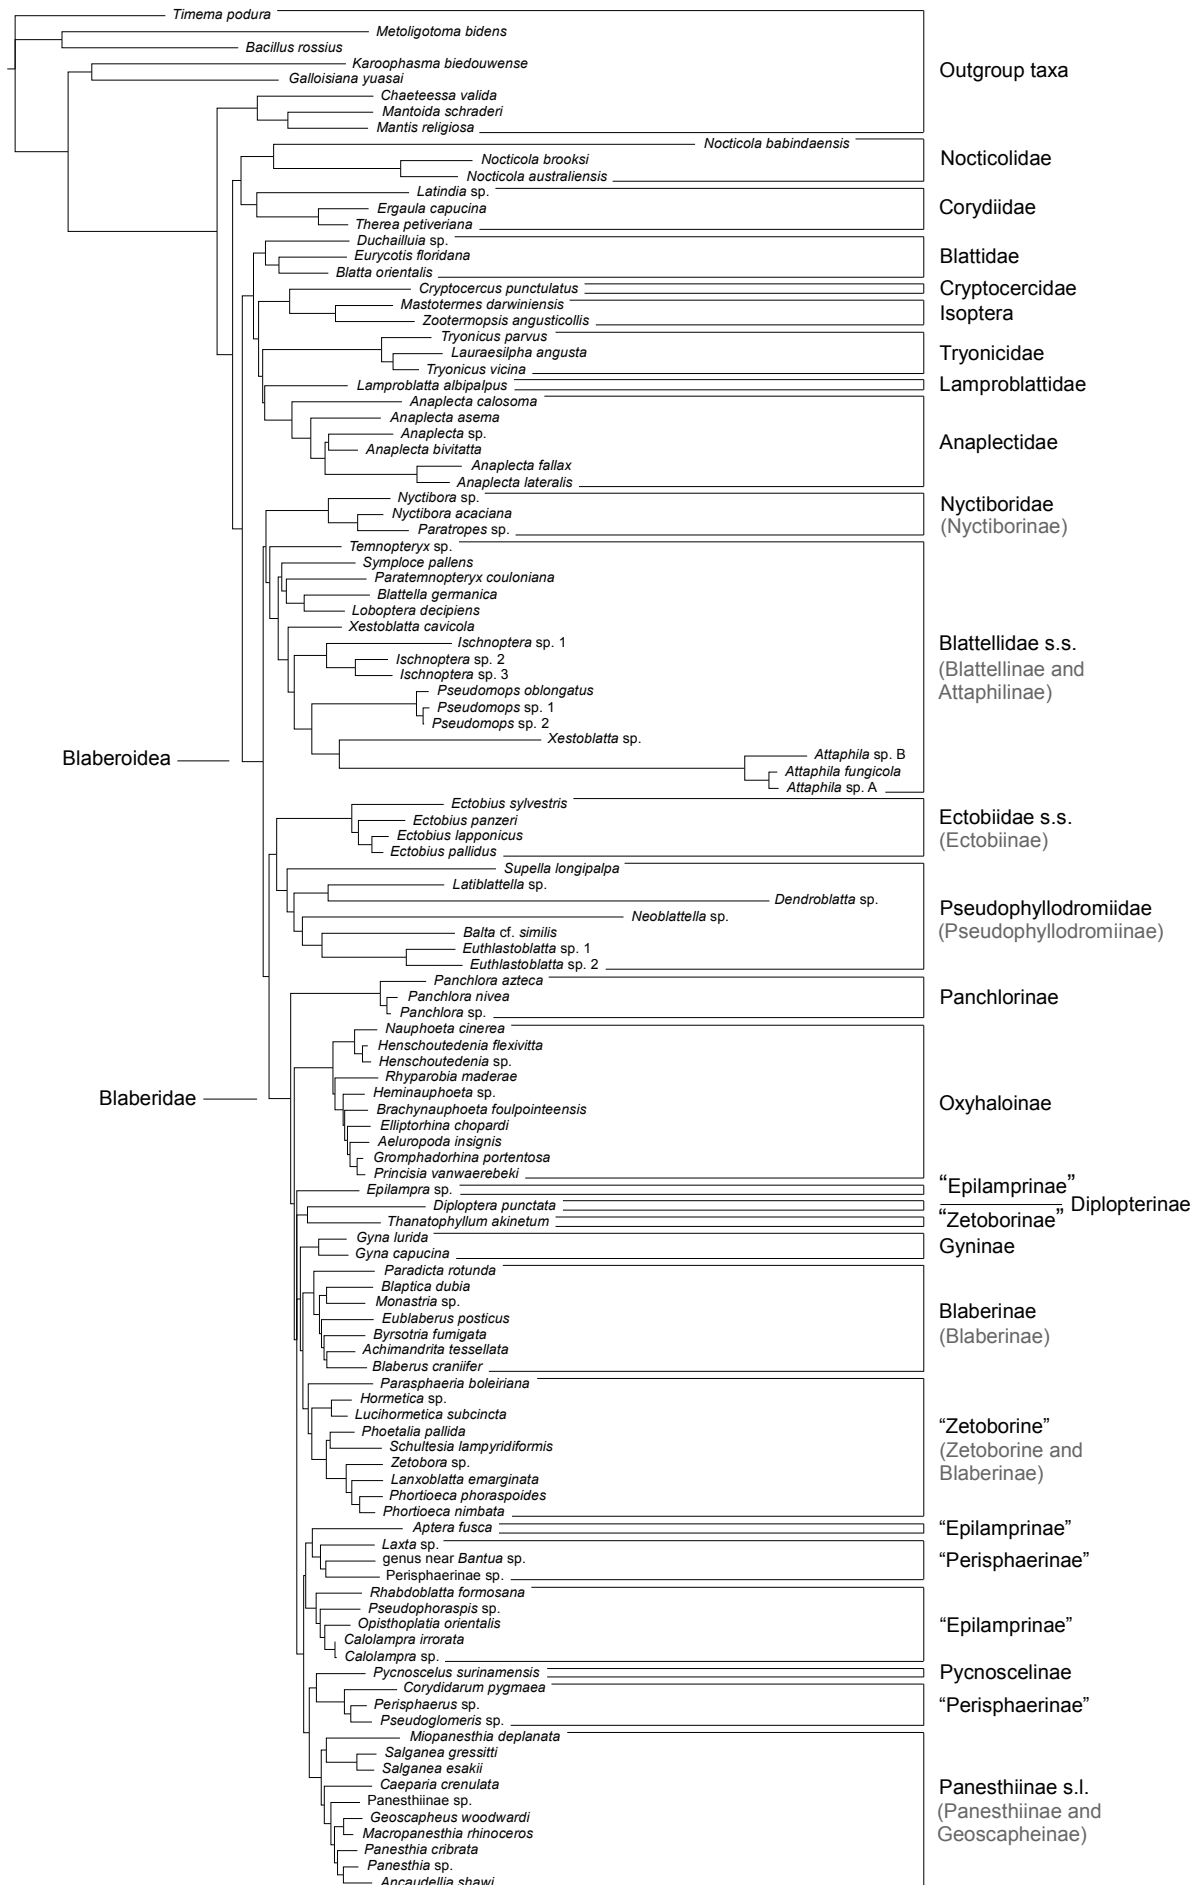 Timema podura
Metoligotoma bidens
Bacillus rossius
Karoophasma biedouwense
Galloisiana yuasai
Chaeteessa valida
Mantoida schraderi
Mantis religiosa
Outgroup taxa
Nocticola babindaensis
Nocticola brooksi
Nocticola australiensis
Nocticolidae
Latindia sp.
Ergaula capucina
Therea petiveriana
Corydiidae
Duchailluia sp.
Eurycotis floridana
Blatta orientalis
Blattidae
Cryptocercus punctulatus
Cryptocercidae
Mastotermes darwiniensis
Zootermopsis angusticollis
Isoptera
Tryonicus parvus
Lauraesilpha angusta
Tryonicus vicina
Tryonicidae
Lamproblatta albipalpus
Lamproblattidae
Anaplecta calosoma
Anaplecta asema
Anaplecta sp.
Anaplecta bivitatta
Anaplecta fallax
Anaplecta lateralis
Anaplectidae
Nyctibora sp.
Nyctibora acaciana
Paratropes sp.
Nyctiboridae
(Nyctiborinae)
Temnopteryx sp.
Symploce pallens
Paratemnopteryx couloniana
Blattella germanica
Loboptera decipiens
Xestoblatta cavicola
Ischnoptera sp. 1
Ischnoptera sp. 2
Ischnoptera sp. 3
Pseudomops oblongatus
Pseudomops sp. 1
Pseudomops sp. 2
Xestoblatta sp.
Attaphila sp. B
Attaphila fungicola
Attaphila sp. A
Blattellidae s.s.
(Blattellinae and
Attaphilinae)
Blaberoidea
Ectobius sylvestris
Ectobius panzeri
Ectobius lapponicus
Ectobius pallidus
Ectobiidae s.s.
(Ectobiinae)
Supella longipalpa
Latiblattella sp.
Dendroblatta sp.
Neoblattella sp.
Balta cf. similis
Euthlastoblatta sp. 1
Euthlastoblatta sp. 2
Pseudophyllodromiidae
(Pseudophyllodromiinae)
Panchlora azteca
Panchlora nivea
Panchlora sp.
Panchlorinae
Nauphoeta cinerea
Henschoutedenia flexivitta
Henschoutedenia sp.
Rhyparobia maderae
Heminauphoeta sp.
Brachynauphoeta foulpointeensis
Elliptorhina chopardi
Aeluropoda insignis
Gromphadorhina portentosa
Princisia vanwaerebeki
Oxyhaloinae
Blaberidae
Epilampra sp.
"Epilamprinae"
Diploptera punctata
Diplopterinae
Thanatophyllum akinetum
"Zetoborinae"
Gyna lurida
Gyna capucina
Gyninae
Paradicta rotunda
Blaptica dubia
Monastria sp.
Eublaberus posticus
Byrsotria fumigata
Achimandrita tessellata
Blaberus craniifer
Blaberinae
(Blaberinae)
Parasphaeria boleiriana
Hormetica sp.
Lucihormetica subcincta
Phoetalia pallida
Schultesia lampyridiformis
Zetobora sp.
Lanxoblatta emarginata
Phortioeca phoraspoides
Phortioeca nimbata
“Zetoborine”
(Zetoborine and
Blaberinae)
Aptera fusca
“Epilamprinae”
Laxta sp.
genus near Bantua sp.
Perisphaerinae sp.
“Perisphaerinae”
Rhabdoblatta formosana
Pseudophoraspis sp.
Opisthoplatia orientalis
Calolampra irrorata
Calolampra sp.
“Epilamprinae”
Pycnoscelus surinamensis
Pycnoscelinae
Corydidarum pygmaea
Perisphaerus sp.
Pseudoglomeris sp.
“Perisphaerinae”
Miopanesthia deplanata
Salganea gressitti
Salganea esakii
Caeparia crenulata
Panesthiinae sp.
Geoscapheus woodwardi
Macropanesthia rhinoceros
Panesthia cribrata
Panesthia sp.
Ancaudellia shawi
Panesthiinae s.l.
(Panesthiinae and
Geoscapheinae)